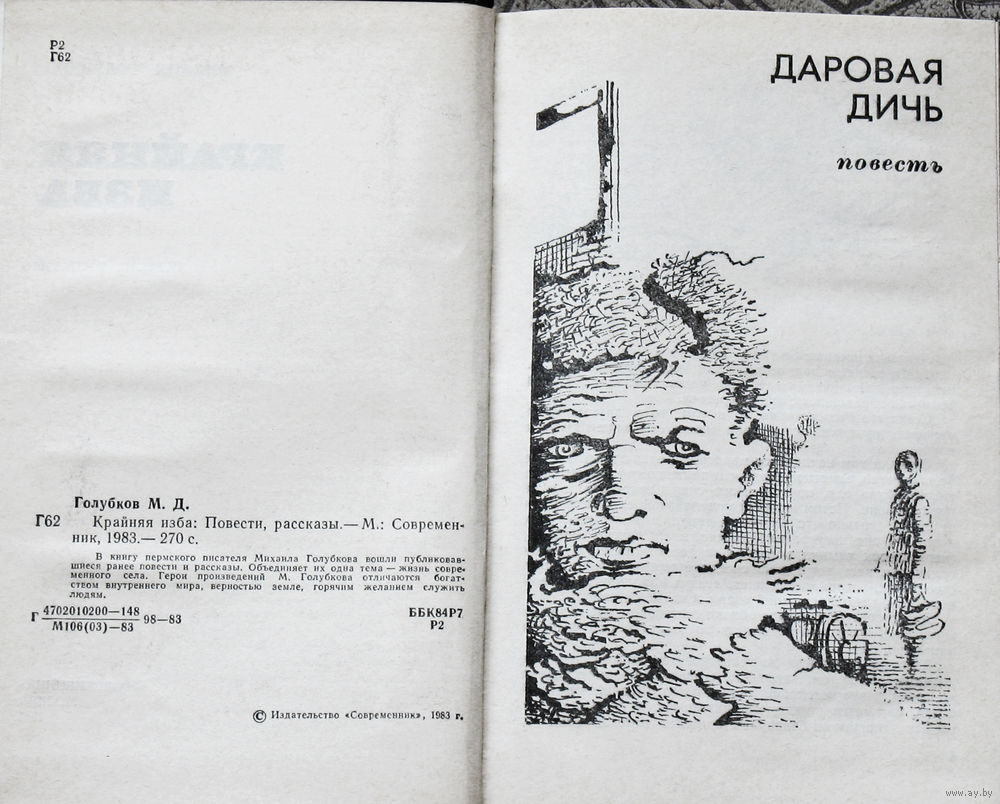 Р2
Г62
Голубков М. Д.
Г62 Крайняя изба: Повести, рассказы.— М.: Современ-
ник, 1983.— 270 с.
В книгу пермского писателя Михаила Голубкова вошли публиковав-
шиеся ранее повести и рассказы. Объединяет их одна тема — жизнь совре-
менного села. Герои произведений М. Голубкова отличаются богат-
ством внутреннего мира, верностью земле, горячим желанием служить
людям.
Г 4702010200—148
М106(03)—83 98—83
ББК84Р7
Р2
© Издательство «Современник», 1983 г.
ДАРОВАЯ
ДИЧЬ
повесть
www.ay.by